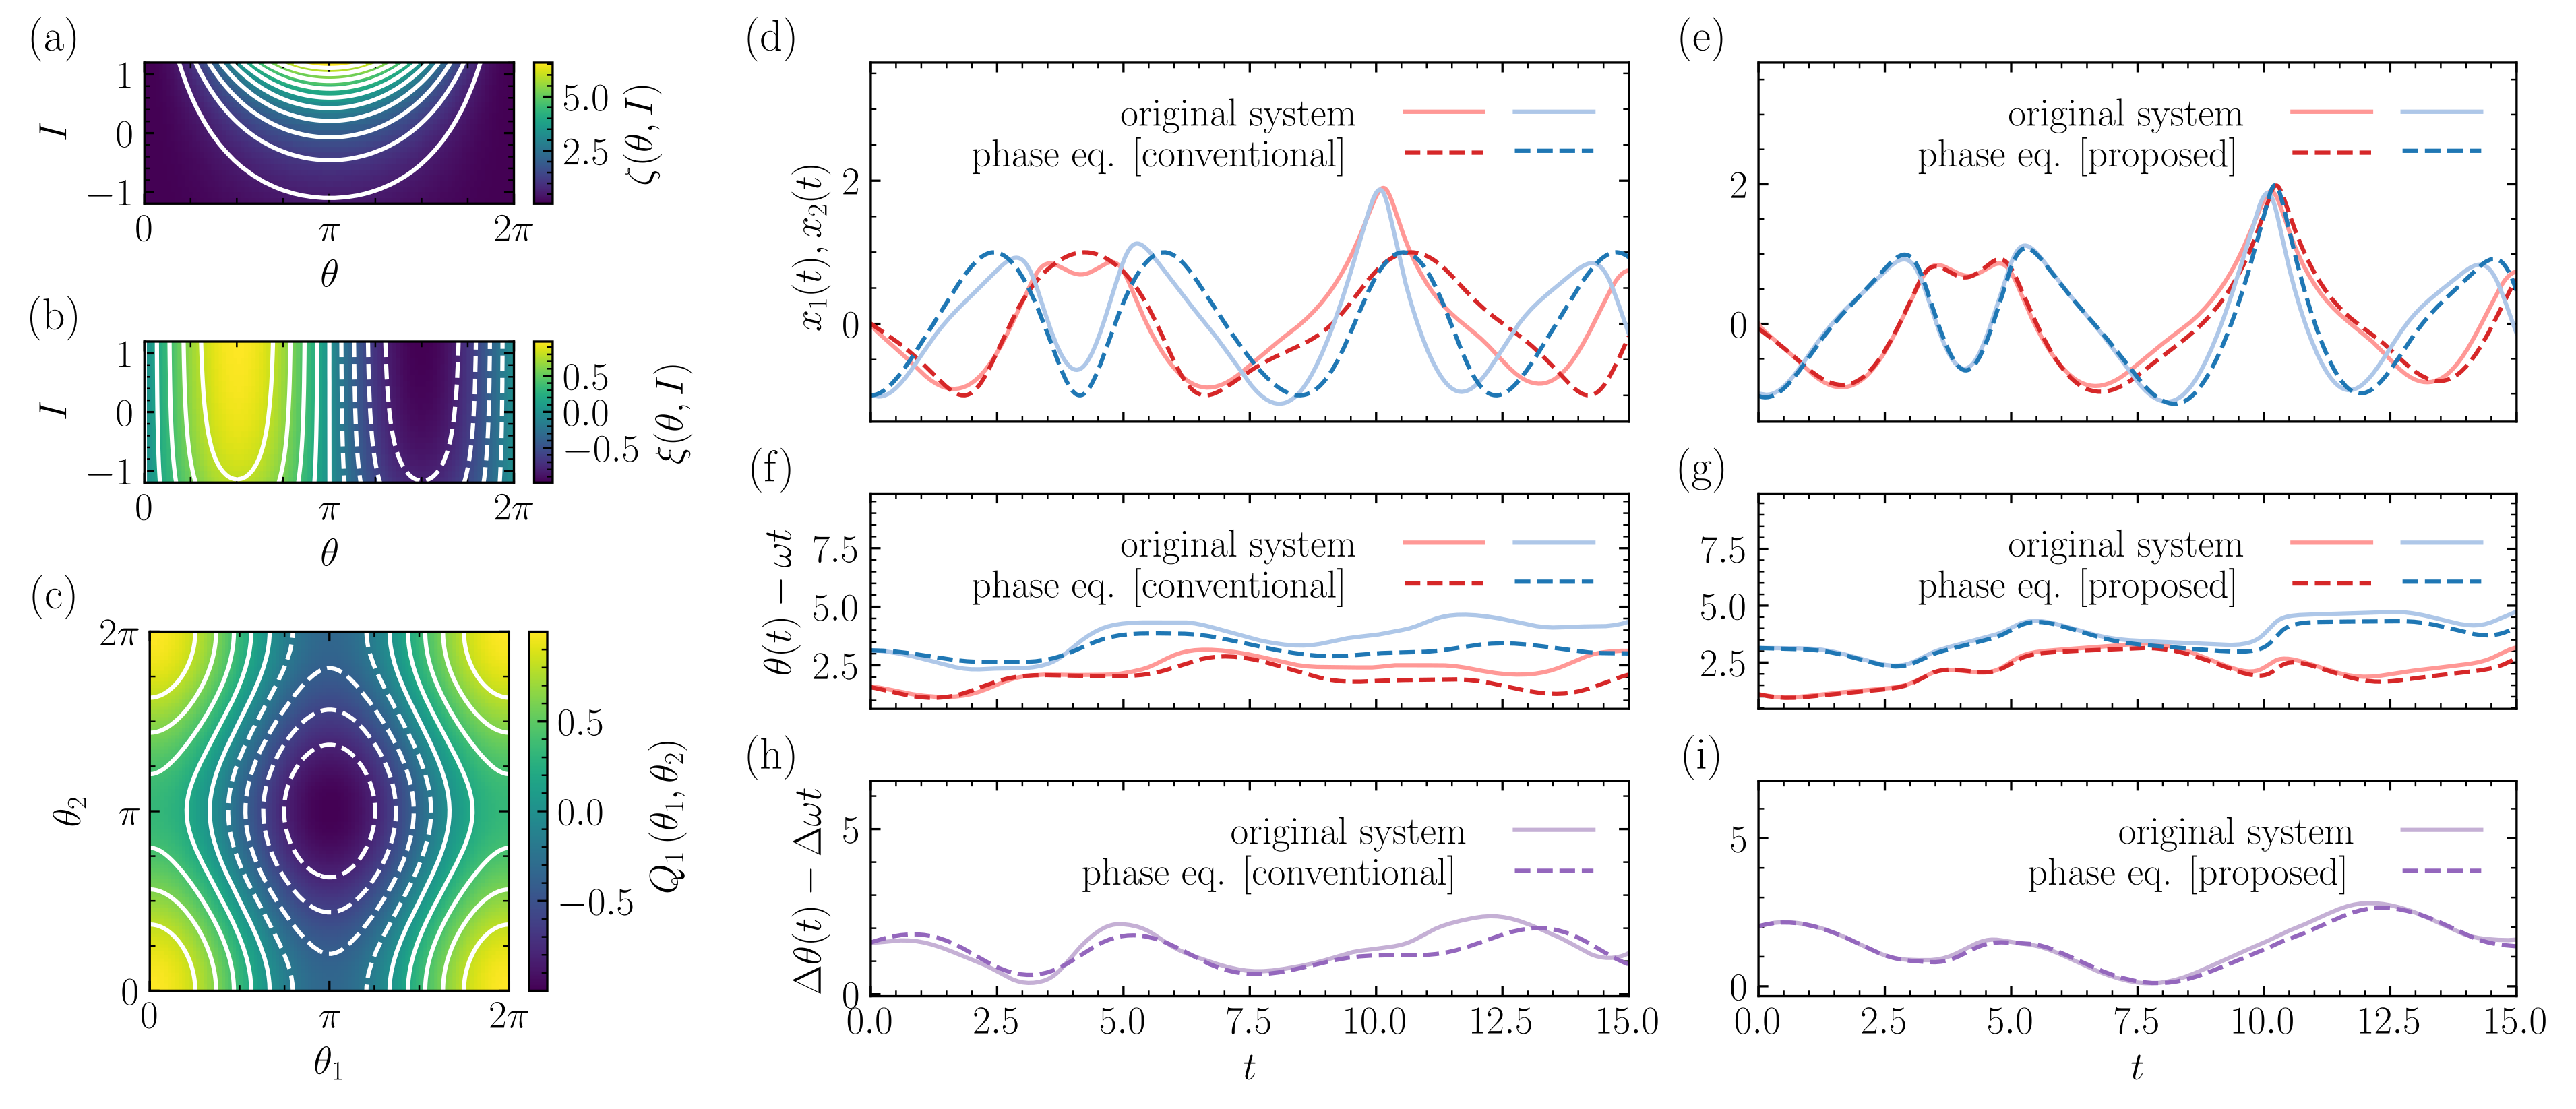 (a)
1
0
−1
I
0
π
2π
θ
5.0
2.5
ζ(θ, I)
(b)
1
0
−1
I
0
π
2π
θ
0.5
0.0
−0.5
ξ(θ, I)
(c)
2π
π
0
θ₂
0
π
2π
θ₁
0.5
0.0
−0.5
Q₁(θ₁, θ₂)
(d)
original system
phase eq. [conventional]
2
0
x₁(t), x₂(t)
(e)
original system
phase eq. [proposed]
2
0
(f)
original system
phase eq. [conventional]
7.5
5.0
2.5
θ(t) − ωt
(g)
original system
phase eq. [proposed]
7.5
5.0
2.5
(h)
original system
phase eq. [conventional]
5
0
Δθ(t) − Δωt
0.0
2.5
5.0
7.5
10.0
12.5
15.0
t
(i)
original system
phase eq. [proposed]
5
0
0.0
2.5
5.0
7.5
10.0
12.5
15.0
t